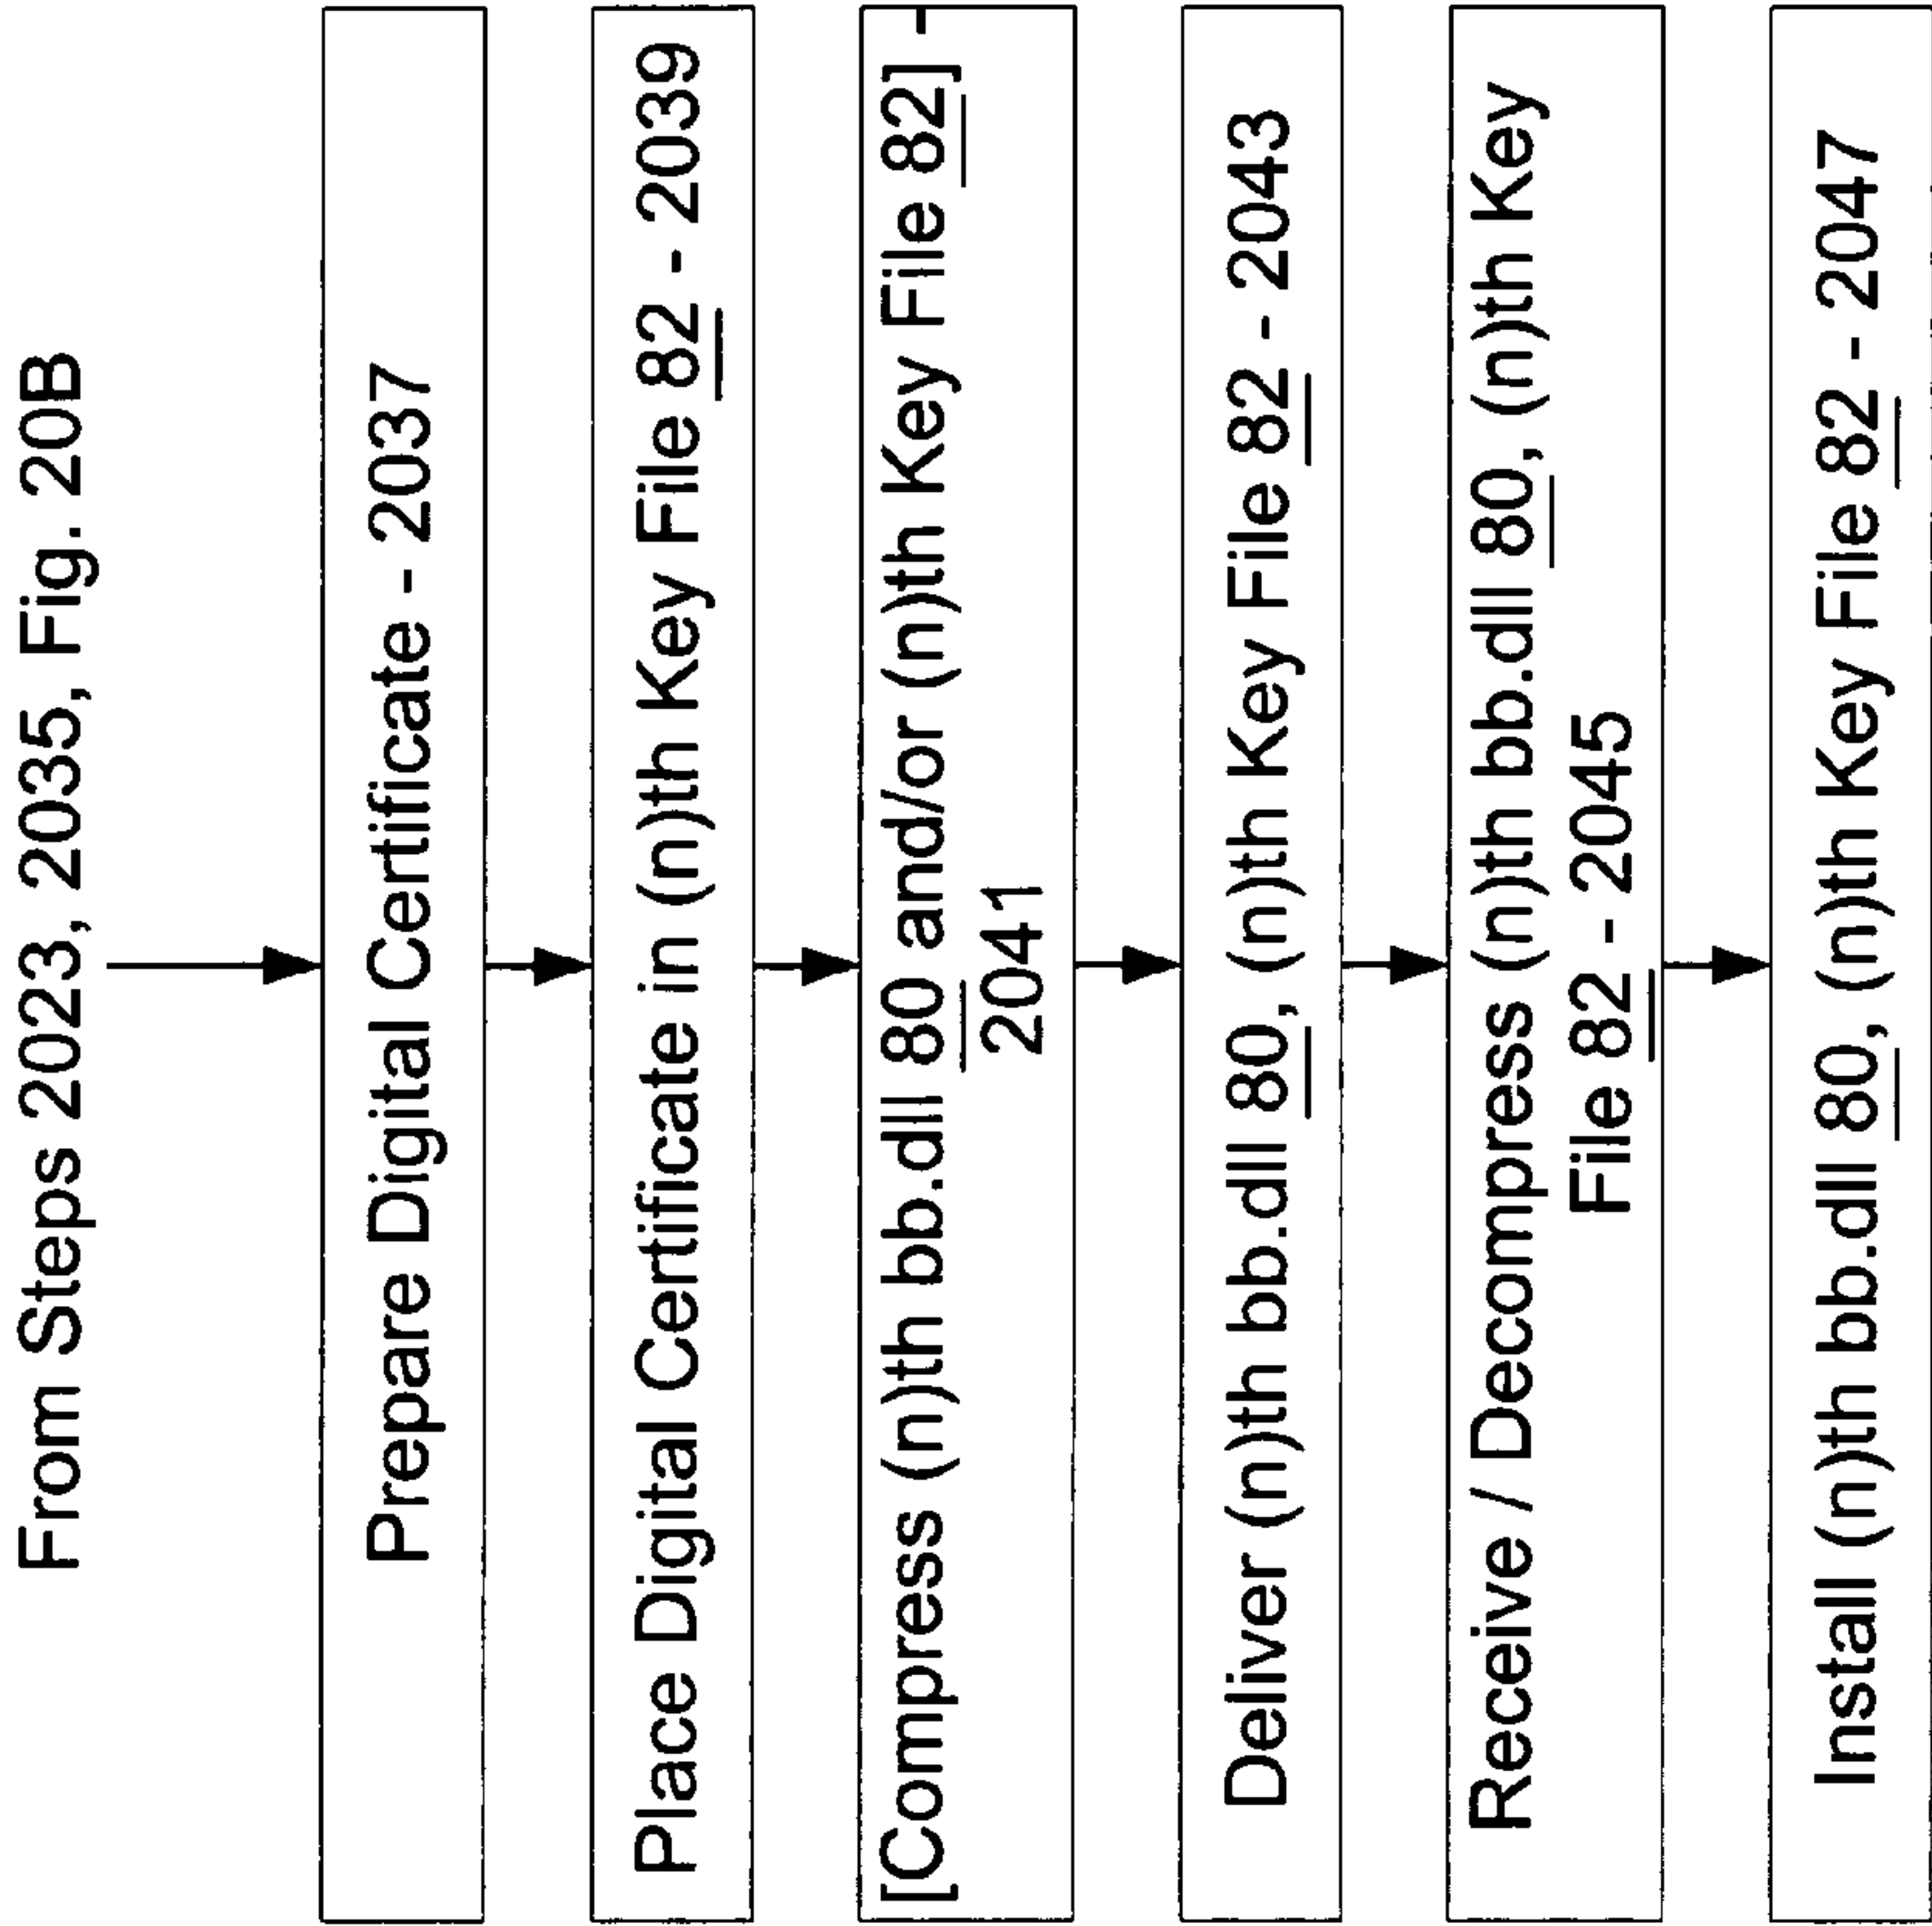 From Steps 2023, 2035, Fig. 20B
Prepare Digital Certificate - 2037
Place Digital Certificate in (n)th Key File 82 - 2039
[Compress (n)th bb.dll 80 and/or (n)th Key File 82] -
2041
Deliver (n)th bb.dll 80, (n)th Key File 82 - 2043
Receive / Decompress (n)th bb.dll 80, (n)th Key
File 82 - 2045
Install (n)th bb.dll 80, (n)th Key File 82 - 2047